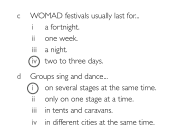 c WOMAD festivals usually last for...
i a fortnight.
ii one week.
iii a night.
iv two to three days.
d Groups sing and dance...
i on several stages at the same time.
ii only on one stage at a time.
iii in tents and caravans.
iv in different cities at the same time.